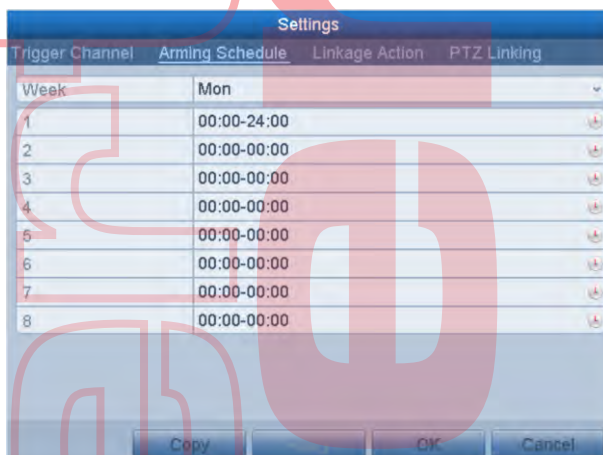 Settings
Trigger Channel Arming Schedule Linkage Action PTZ Linking
Week Mon
1 00:00-24:00
2 00:00-00:00
3 00:00-00:00
4 00:00-00:00
5 00:00-00:00
6 00:00-00:00
7 00:00-00:00
8 00:00-00:00
Copy OK Cancel